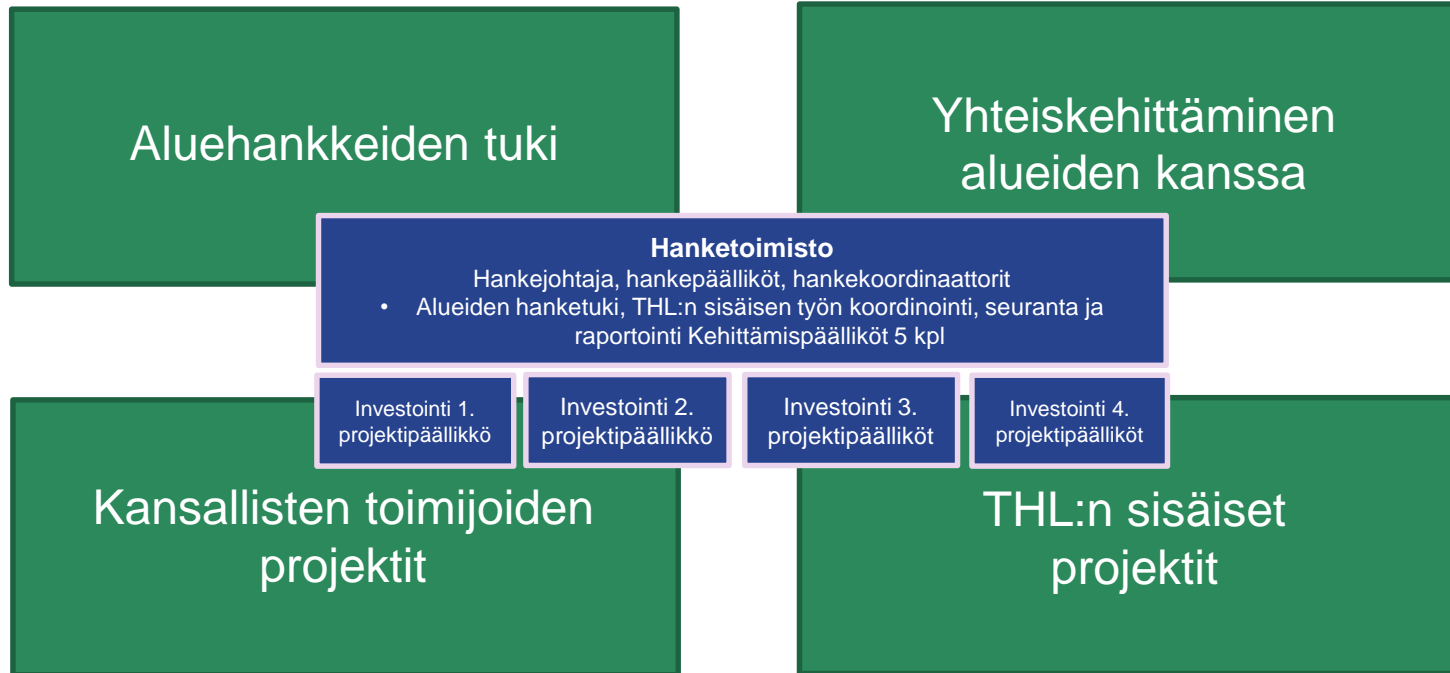 Aluehankkeiden tuki
Yhteiskehittäminen
alueiden kanssa
Hanketoimisto
Hankejohtaja, hankepäälliköt, hankekoordinaattorit
• Alueiden hanketuki, THL:n sisäisen työn koordinointi, seuranta ja
raportointi Kehittämispäälliköt 5 kpl
Investointi 1.
projektipäällikkö
Investointi 2.
projektipäällikkö
Investointi 3.
projektipäälliköt
Investointi 4.
projektipäälliköt
Kansallisten toimijoiden
projektit
THL:n sisäiset
projektit